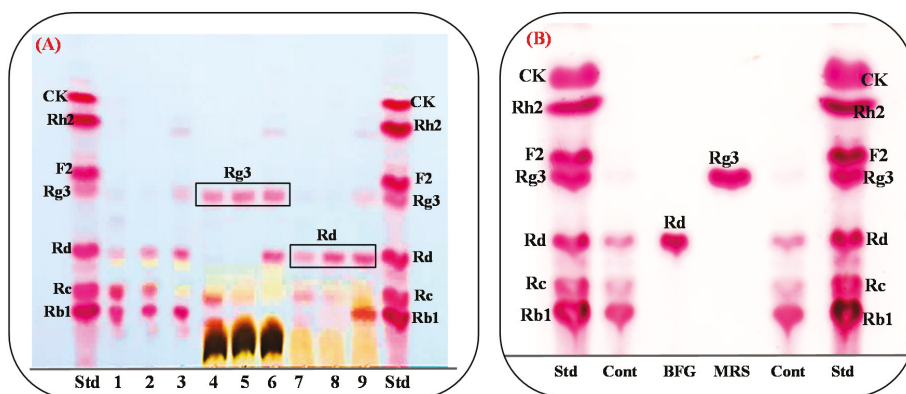 (A)
CK
Rh2
F2
Rg3
Rd
Rc
Rb1
Rg3
Rd
CK
Rh2
F2
Rg3
Rd
Rc
Rb1
Std 1 2 3 4 5 6 7 8 9 Std
(B)
CK
Rh2
F2
Rg3
Rd
Rc
Rb1
Rg3
Rd
CK
Rh2
F2
Rg3
Rd
Rc
Rb1
Std Cont BFG MRS Cont Std